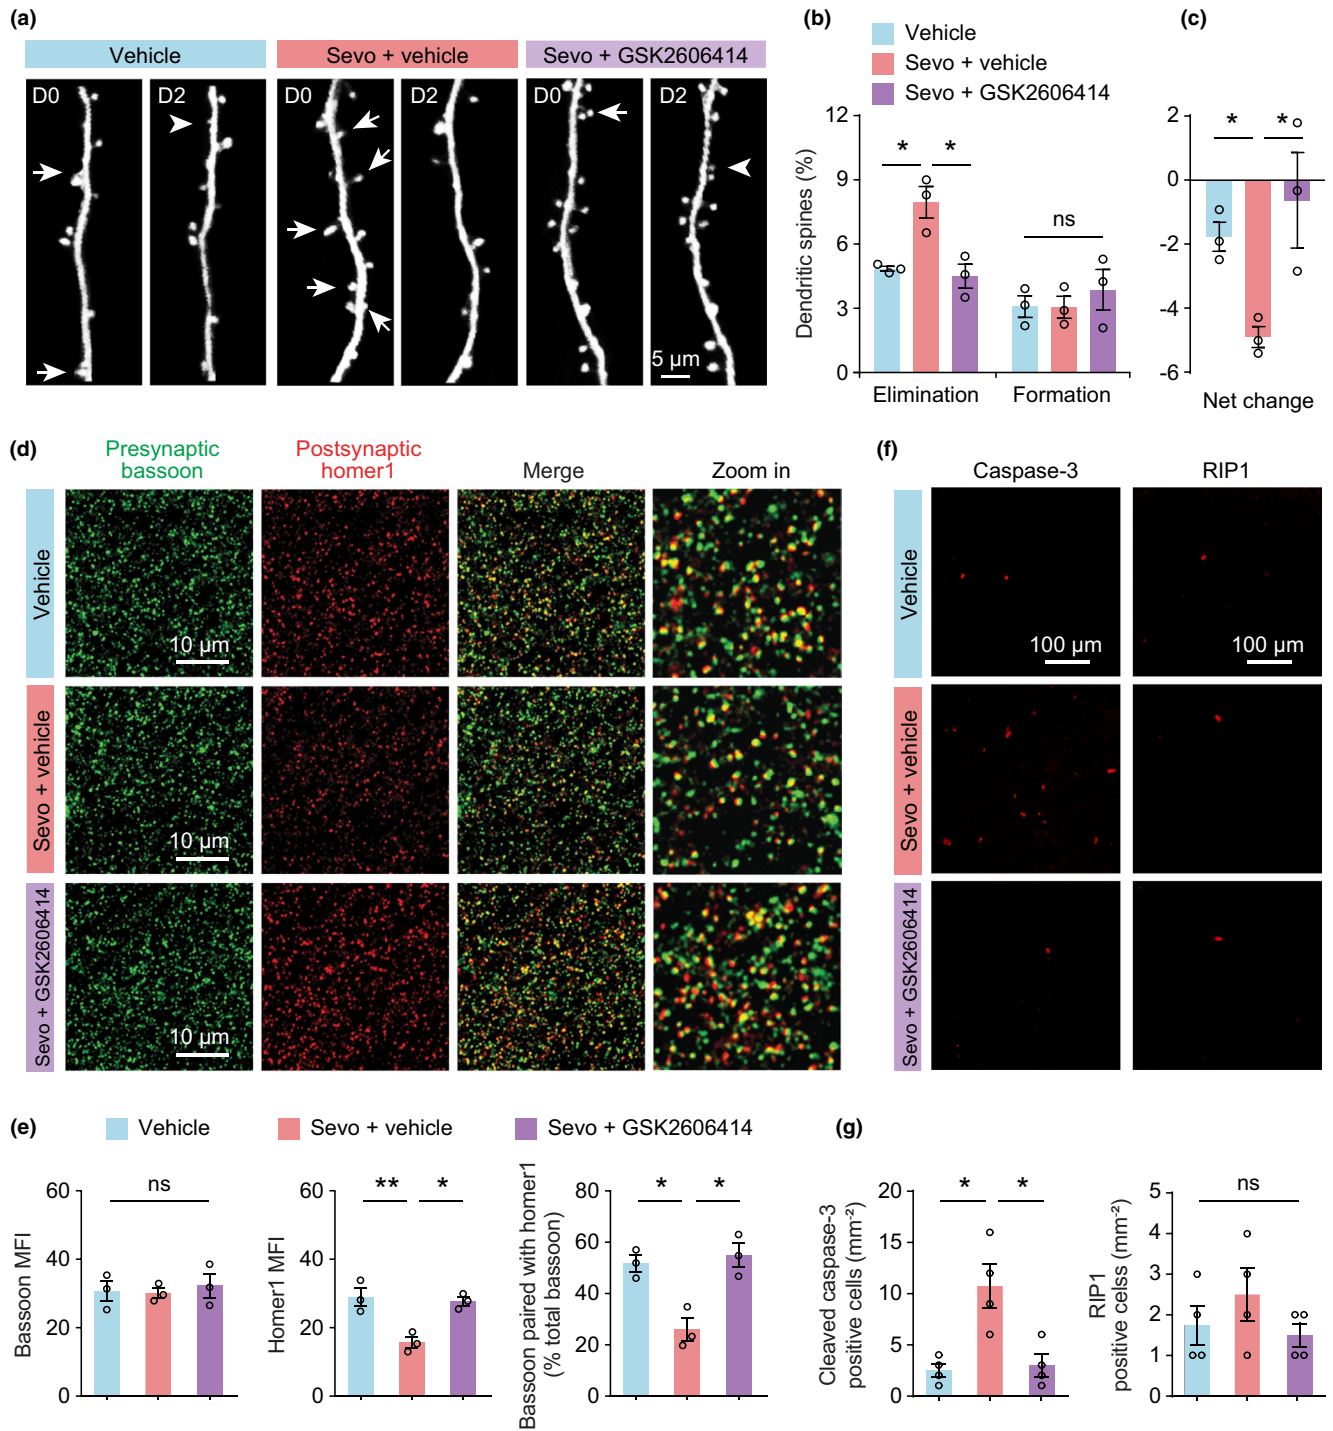 (a)
Vehicle
Sevo + vehicle
Sevo + GSK2606414
D0
D2
D0
D2
D0
D2
5 µm
(b)
Vehicle
Sevo + vehicle
Sevo + GSK2606414
Dendritic spines (%)
12
9
6
3
0
*
*
ns
Elimination
Formation
(c)
2
0
-2
-4
-6
*
*
Net change
(d)
Presynaptic
bassoon
Postsynaptic
homer1
Merge
Zoom in
Vehicle
10 µm
Sevo + vehicle
10 µm
Sevo + GSK2606414
10 µm
(f)
Caspase-3
RIP1
Vehicle
100 µm
100 µm
Sevo + vehicle
Sevo + GSK2606414
(e)
Vehicle
Sevo + vehicle
Sevo + GSK2606414
Bassoon MFI
60
40
20
0
ns
Homer1 MFI
60
40
20
0
**
*
Bassoon paired with homer1
(% total bassoon)
80
60
40
20
0
*
*
(g)
Cleaved caspase-3
positive cells (mm⁻²)
20
15
10
5
0
*
*
RIP1
positive celss (mm⁻²)
5
4
3
2
1
0
ns